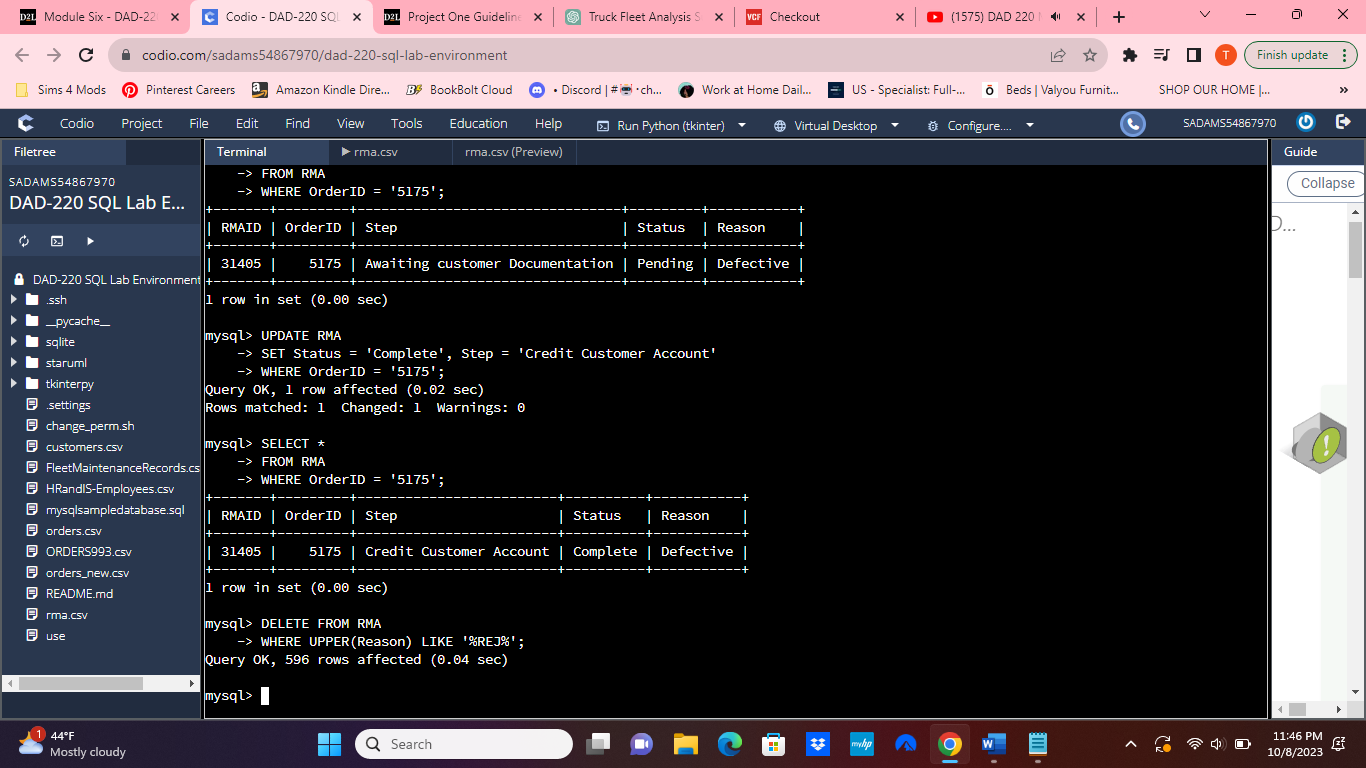 Module Six - DAD-22
Codio - DAD-220 SQL
Project One Guideline
Truck Fleet Analysis S
VCF Checkout
(1575) DAD 220
codio.com/sadams54867970/dad-220-sql-lab-environment
T Finish update
Sims 4 Mods Pinterest Careers Amazon Kindle Dire... BookBolt Cloud • Discord | # ·ch... Work at Home Dail... US - Specialist: Full-... Beds | Valyou Furnit... SHOP OUR HOME |... »
Codio Project File Edit Find View Tools Education Help Run Python (tkinter) Virtual Desktop Configure.... SADAMS54867970
Filetree
Terminal
rma.csv
rma.csv (Preview)
Guide
SADAMS54867970
DAD-220 SQL Lab E...
Collapse
D...
DAD-220 SQL Lab Environment
.ssh
__pycache__
sqlite
staruml
tkinterpy
.settings
change_perm.sh
customers.csv
FleetMaintenanceRecords.cs
HRandIS-Employees.csv
mysqlsampledatabase.sql
orders.csv
ORDERS993.csv
orders_new.csv
README.md
rma.csv
use
-> FROM RMA
-> WHERE OrderID = '5175';
+-------+---------+---------------------------------+---------+-----------+
| RMAID | OrderID | Step | Status | Reason |
+-------+---------+---------------------------------+---------+-----------+
| 31405 | 5175 | Awaiting customer Documentation | Pending | Defective |
+-------+---------+---------------------------------+---------+-----------+
1 row in set (0.00 sec)
mysql> UPDATE RMA
-> SET Status = 'Complete', Step = 'Credit Customer Account'
-> WHERE OrderID = '5175';
Query OK, 1 row affected (0.02 sec)
Rows matched: 1 Changed: 1 Warnings: 0
mysql> SELECT *
-> FROM RMA
-> WHERE OrderID = '5175';
+-------+---------+-------------------------+----------+-----------+
| RMAID | OrderID | Step | Status | Reason |
+-------+---------+-------------------------+----------+-----------+
| 31405 | 5175 | Credit Customer Account | Complete | Defective |
+-------+---------+-------------------------+----------+-----------+
1 row in set (0.00 sec)
mysql> DELETE FROM RMA
-> WHERE UPPER(Reason) LIKE '%REJ%';
Query OK, 596 rows affected (0.04 sec)
mysql>
1
44°F
Mostly cloudy
Search
11:46 PM
10/8/2023